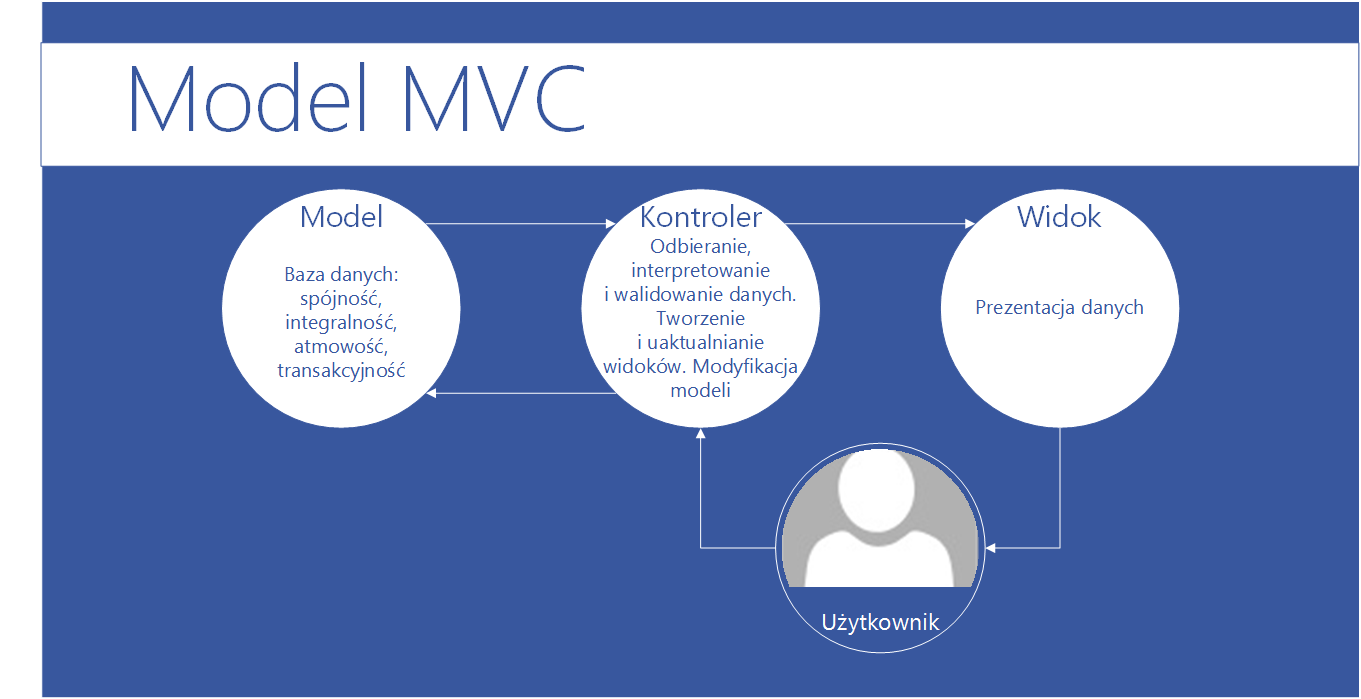 Model MVC
Model
Baza danych:
spójność,
integralność,
atmowość,
transakcyjność
Kontroler
Odbieranie,
interpretowanie
i walidowanie danych.
Tworzenie
i uaktualnianie
widoków. Modyfikacja
modeli
Widok
Prezentacja danych
Użytkownik